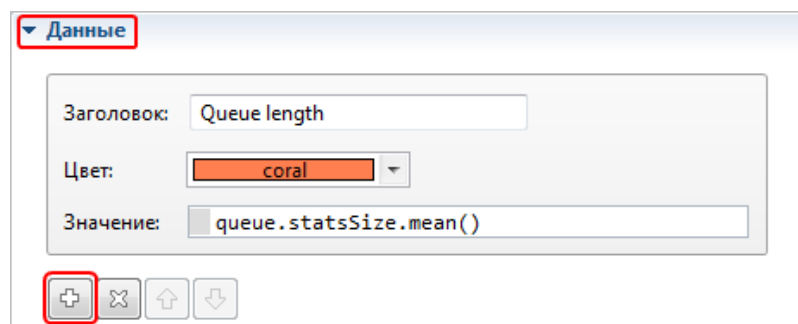 Данные
Заголовок: Queue length
Цвет: coral
Значение: queue.statsSize.mean()